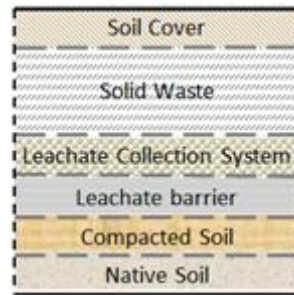 Soil Cover
Solid Waste
Leachate Collection System
Leachate barrier
Compacted Soil
Native Soil